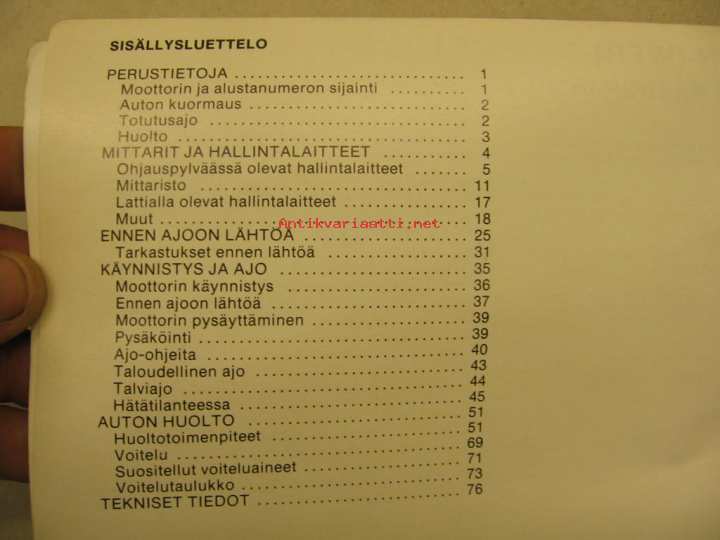 SISÄLLYSLUETTELO
PERUSTIETOJA ............................ 1
Moottorin ja alustanumeron sijainti .......... 1
Auton kuormaus .......................... 2
Totutusajo ............................... 2
Huolto ................................... 3
MITTARIT JA HALLINTALAITTEET .......... 4
Ohjauspylväässä olevat hallintalaitteet ...... 5
Mittaristo ................................ 11
Lattialla olevat hallintalaitteet ............. 17
Muut .................................... 18
Antikvariaatti.net
ENNEN AJOON LÄHTÖÄ .................. 25
Tarkastukset ennen lähtöä ................ 31
KÄYNNISTYS JA AJO ..................... 35
Moottorin käynnistys ..................... 36
Ennen ajoon lähtöä ...................... 37
Moottorin pysäyttäminen ................. 39
Pysäköinti ............................... 39
Ajo-ohjeita .............................. 40
Taloudellinen ajo ......................... 43
Talviajo .................................. 44
Hätätilanteessa .......................... 45
AUTON HUOLTO ......................... 51
Huoltotoimenpiteet ....................... 51
Voitelu ................................... 69
Suositellut voiteluaineet .................. 71
Voitelutaulukko .......................... 73
TEKNISET TIEDOT ........................ 76